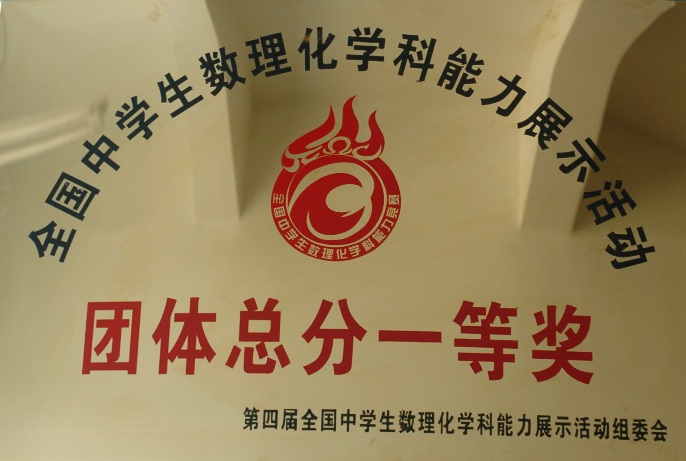 全国中学生数理化学科能力展示活动
全国中学生数理化学科能力竞赛
团体总分一等奖
第四届全国中学生数理化学科能力展示活动组委会